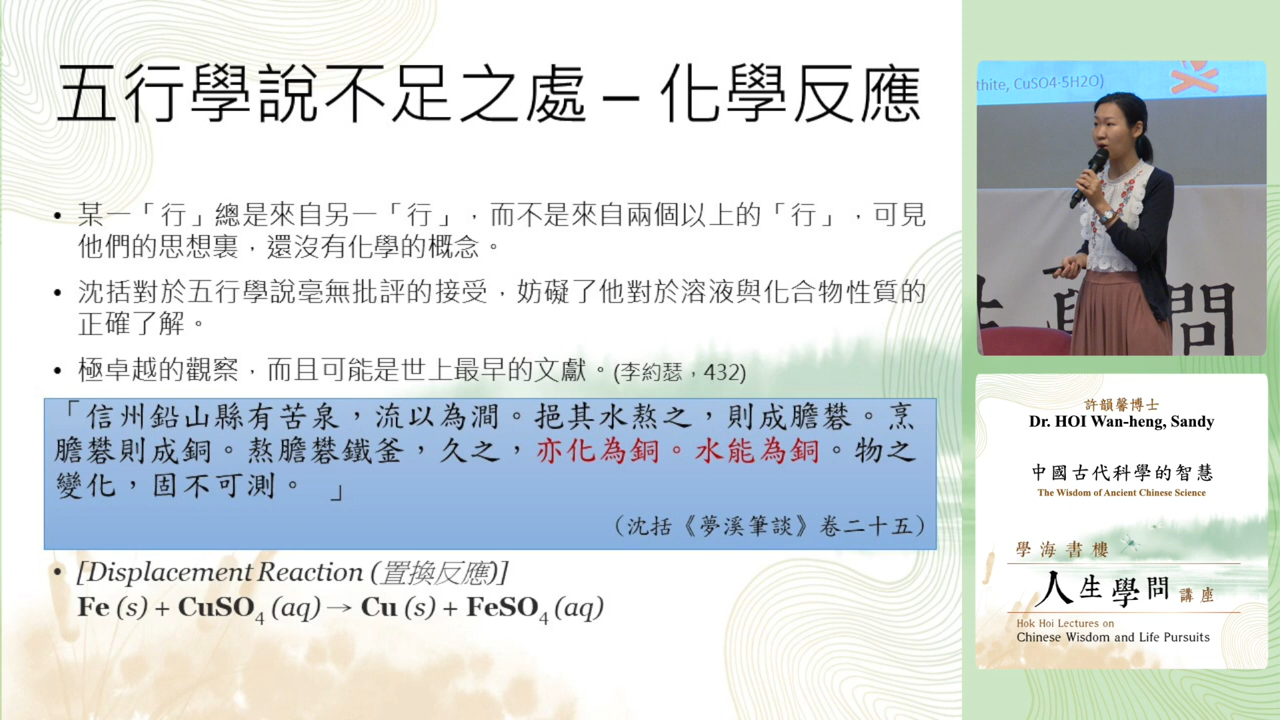 五行學說不足之處 – 化學反應
• 某一「行」總是來自另一「行」，而不是來自兩個以上的「行」，可見
他們的思想裏，還沒有化學的概念。
• 沈括對於五行學說毫無批評的接受，妨礙了他對於溶液與化合物性質的
正確了解。
• 極卓越的觀察，而且可能是世上最早的文獻。(李約瑟，432)
「信州鉛山縣有苦泉，流以為澗。挹其水熬之，則成膽礬。烹
膽礬則成銅。熬膽礬鐵釜，久之，亦化為銅。水能為銅。物之
變化，固不可測。 」
（沈括《夢溪筆談》卷二十五）
• [Displacement Reaction (置換反應)]
Fe (s) + CuSO4 (aq) → Cu (s) + FeSO4 (aq)
thite, CuSO4·5H2O)
學問
許韻馨博士
Dr. HOI Wan-heng, Sandy
中國古代科學的智慧
The Wisdom of Ancient Chinese Science
學海書樓
人生學問講座
Hok Hoi Lectures on
Chinese Wisdom and Life Pursuits